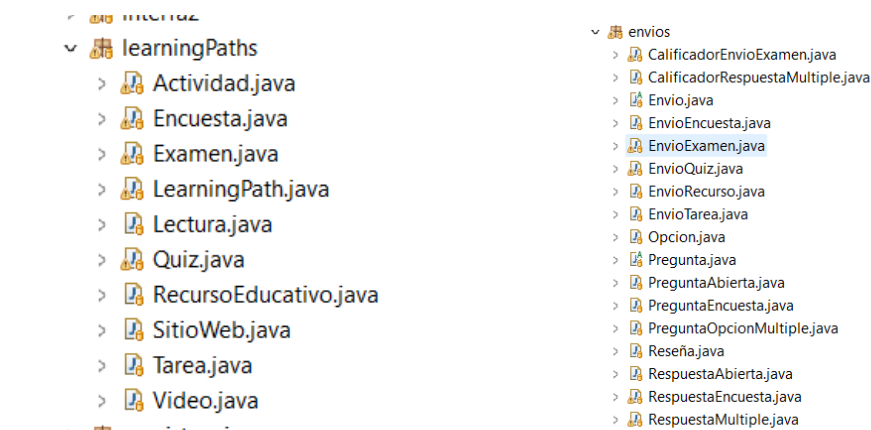 interfaz
learningPaths
Actividad.java
Encuesta.java
Examen.java
LearningPath.java
Lectura.java
Quiz.java
RecursoEducativo.java
SitioWeb.java
Tarea.java
Video.java
envios
CalificadorEnvioExamen.java
CalificadorRespuestaMultiple.java
Envio.java
EnvioEncuesta.java
EnvioExamen.java
EnvioQuiz.java
EnvioRecurso.java
EnvioTarea.java
Opcion.java
Pregunta.java
PreguntaAbierta.java
PreguntaEncuesta.java
PreguntaOpcionMultiple.java
Reseña.java
RespuestaAbierta.java
RespuestaEncuesta.java
RespuestaMultiple.java